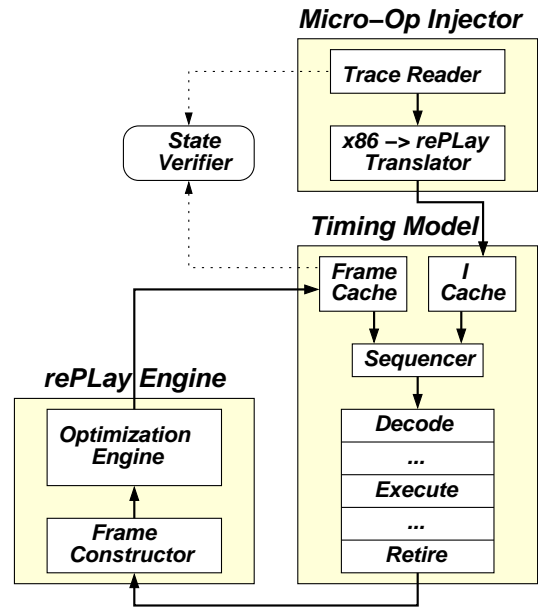 Micro–Op Injector
Trace Reader
x86 –> rePLay
Translator
State
Verifier
Timing Model
Frame
Cache
I
Cache
Sequencer
rePLay Engine
Optimization
Engine
Frame
Constructor
Decode
...
Execute
...
Retire